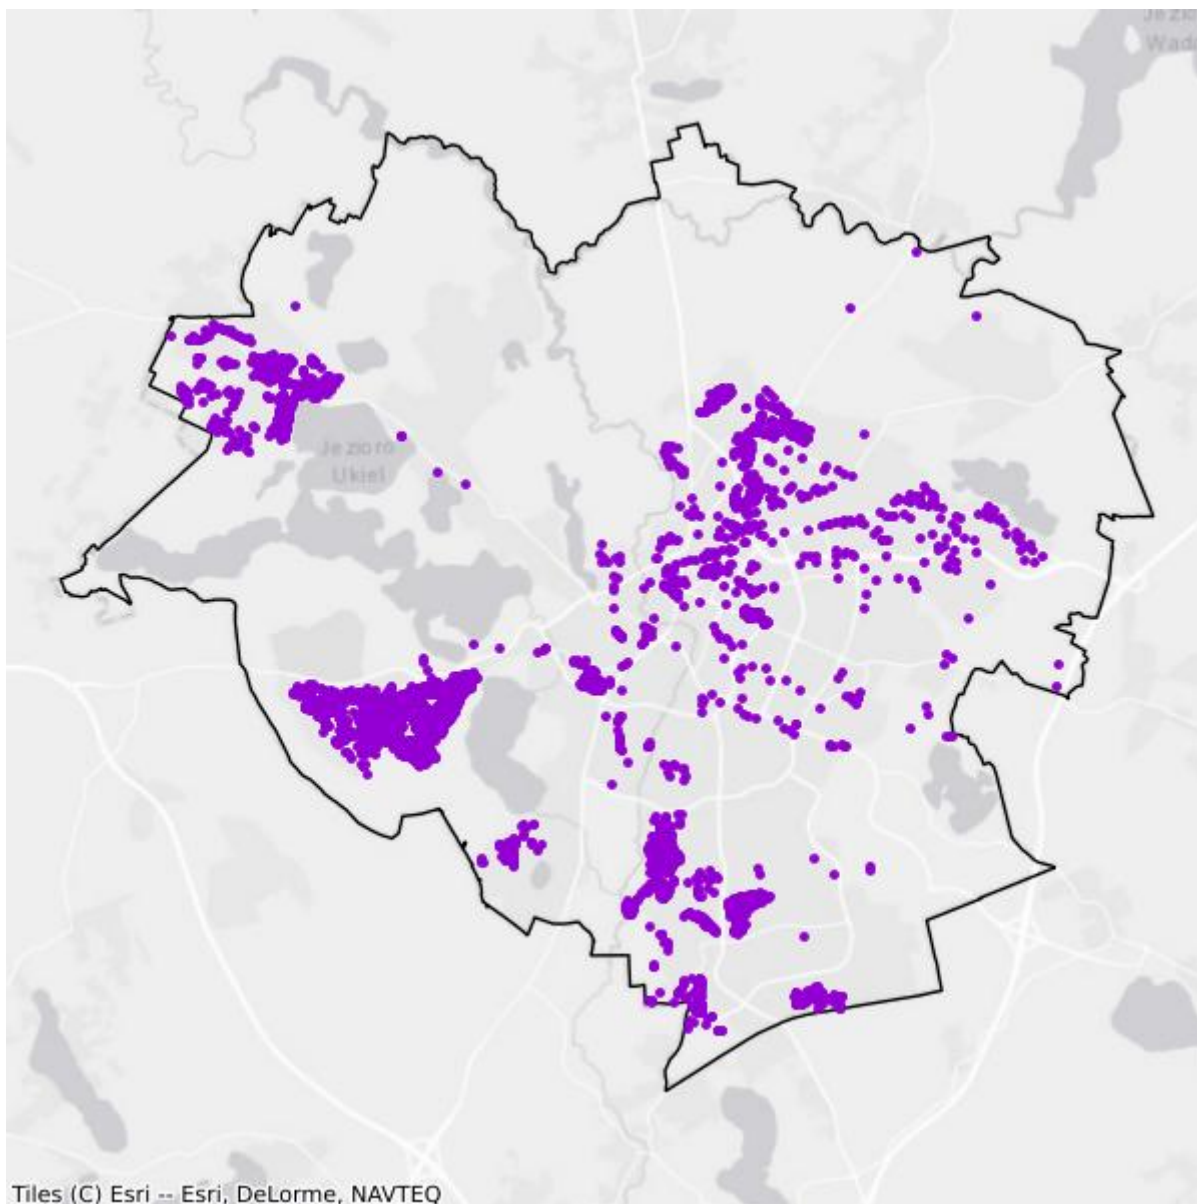 Jezioro
Ukiel
Tiles (C) Esri -- Esri, DeLorme, NAVTEQ